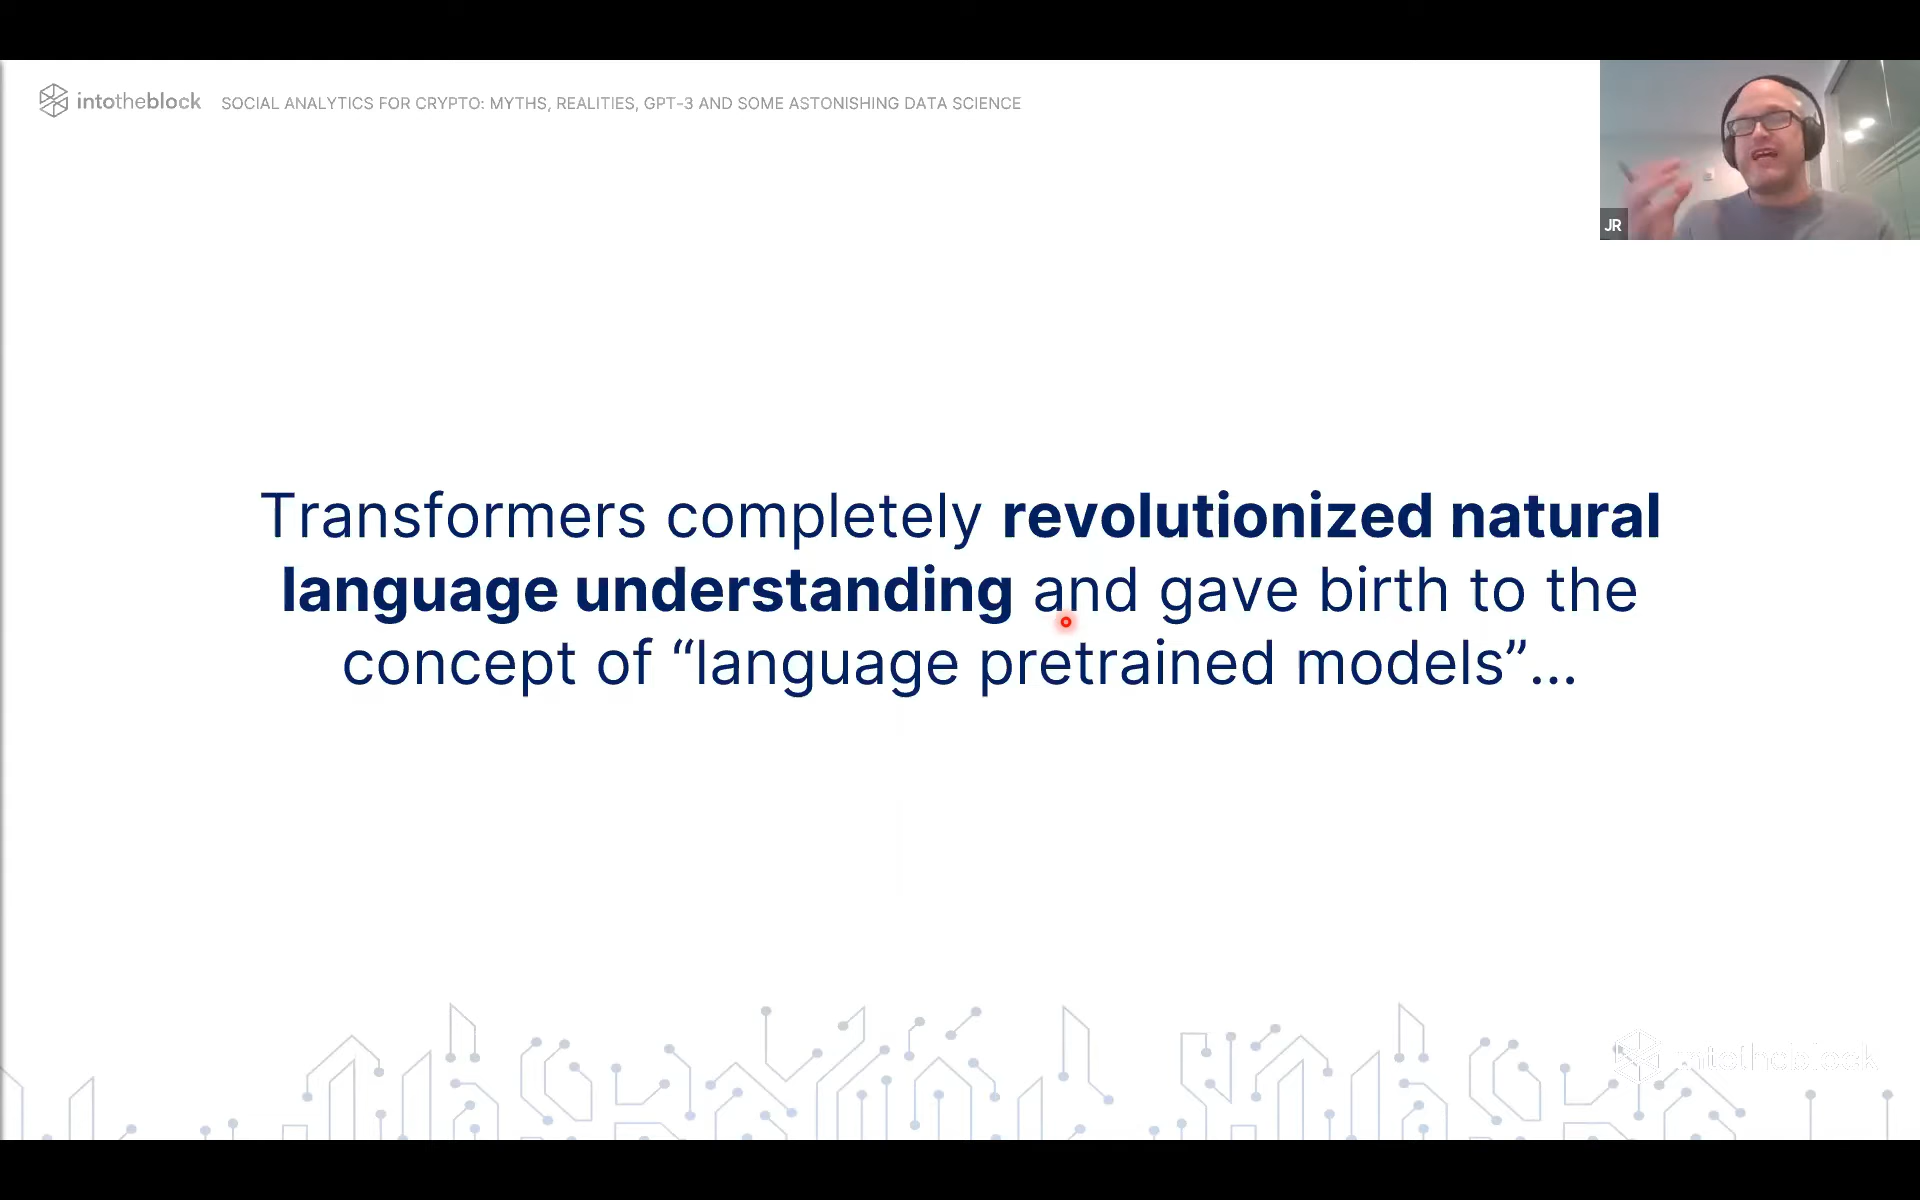 intotheblock SOCIAL ANALYTICS FOR CRYPTO: MYTHS, REALITIES, GPT-3 AND SOME ASTONISHING DATA SCIENCE
JR
Transformers completely revolutionized natural
language understanding and gave birth to the
concept of “language pretrained models”...
intotheblock